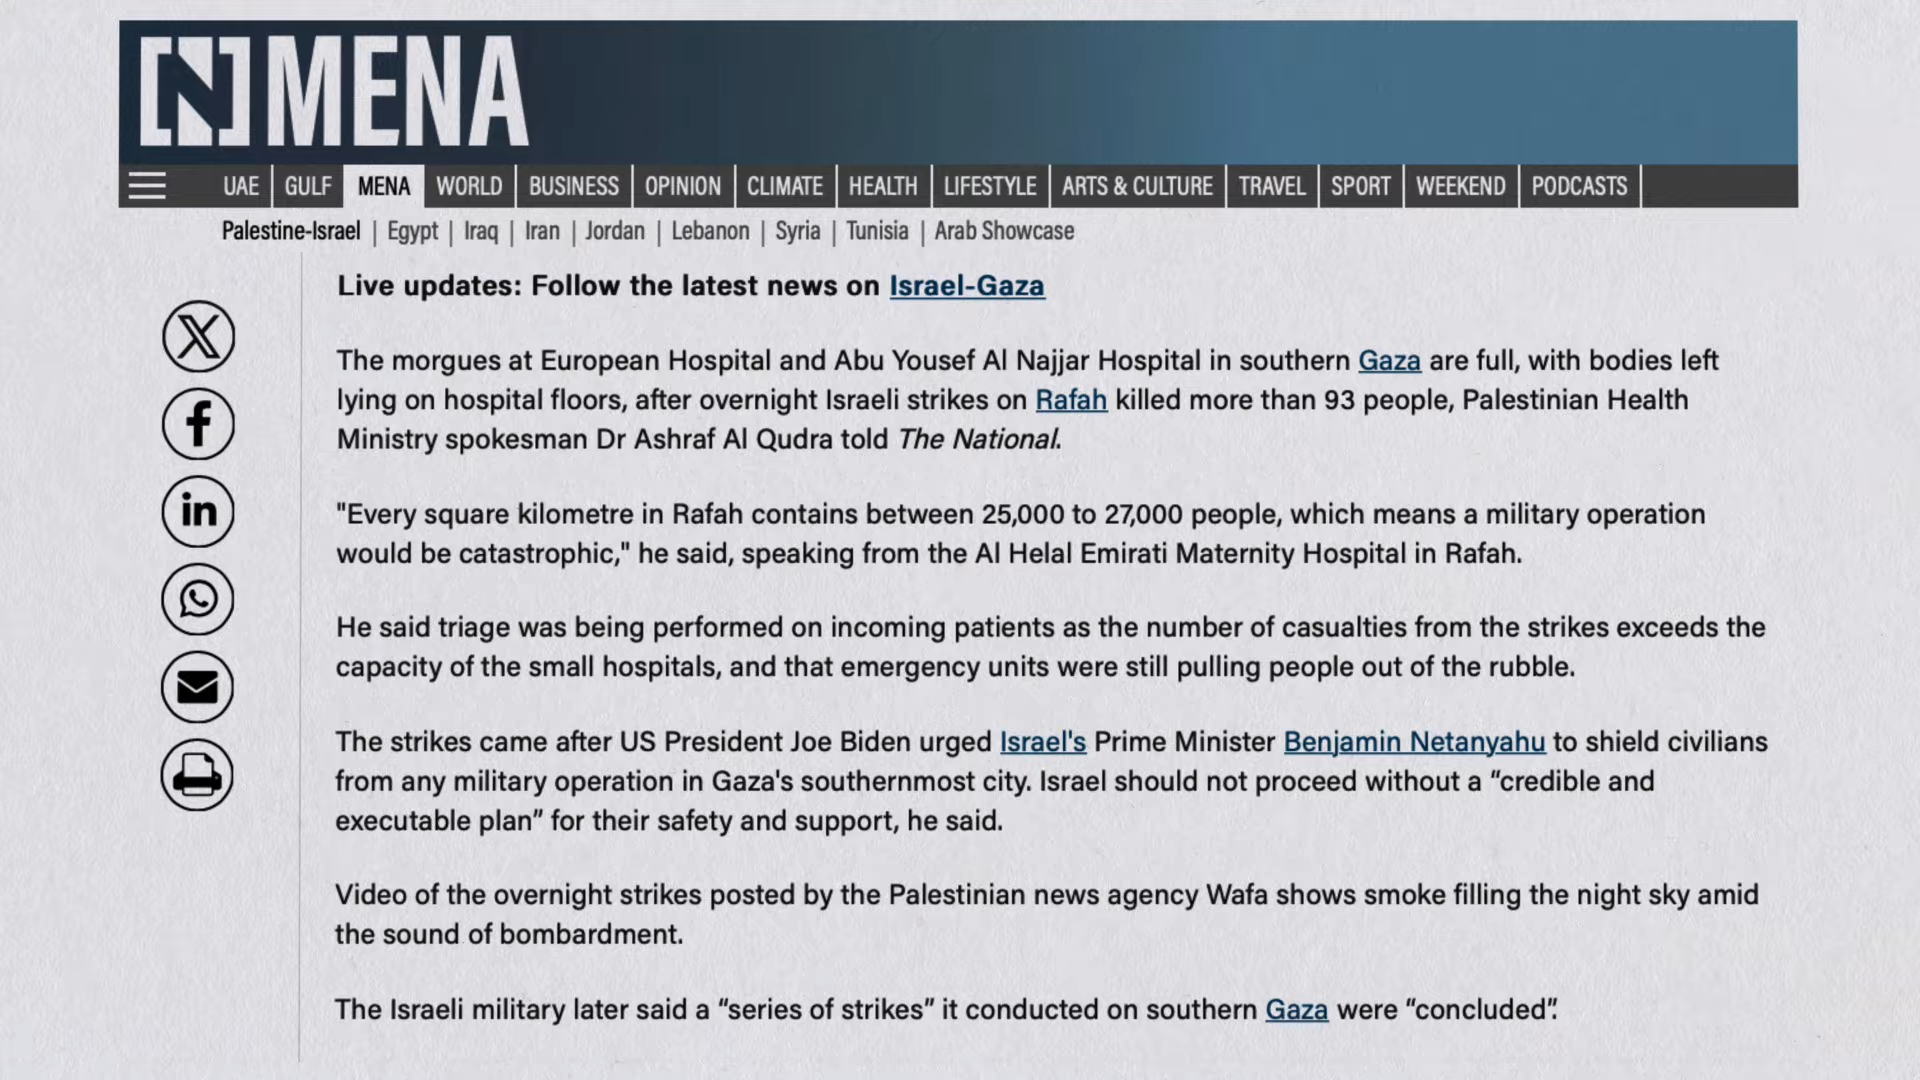 [N] MENA
UAE GULF MENA WORLD BUSINESS OPINION CLIMATE HEALTH LIFESTYLE ARTS & CULTURE TRAVEL SPORT WEEKEND PODCASTS
Palestine-Israel | Egypt | Iraq | Iran | Jordan | Lebanon | Syria | Tunisia | Arab Showcase
Live updates: Follow the latest news on Israel-Gaza
The morgues at European Hospital and Abu Yousef Al Najjar Hospital in southern Gaza are full, with bodies left
lying on hospital floors, after overnight Israeli strikes on Rafah killed more than 93 people, Palestinian Health
Ministry spokesman Dr Ashraf Al Qudra told The National.
"Every square kilometre in Rafah contains between 25,000 to 27,000 people, which means a military operation
would be catastrophic," he said, speaking from the Al Helal Emirati Maternity Hospital in Rafah.
He said triage was being performed on incoming patients as the number of casualties from the strikes exceeds the
capacity of the small hospitals, and that emergency units were still pulling people out of the rubble.
The strikes came after US President Joe Biden urged Israel's Prime Minister Benjamin Netanyahu to shield civilians
from any military operation in Gaza's southernmost city. Israel should not proceed without a “credible and
executable plan” for their safety and support, he said.
Video of the overnight strikes posted by the Palestinian news agency Wafa shows smoke filling the night sky amid
the sound of bombardment.
The Israeli military later said a “series of strikes” it conducted on southern Gaza were “concluded”.